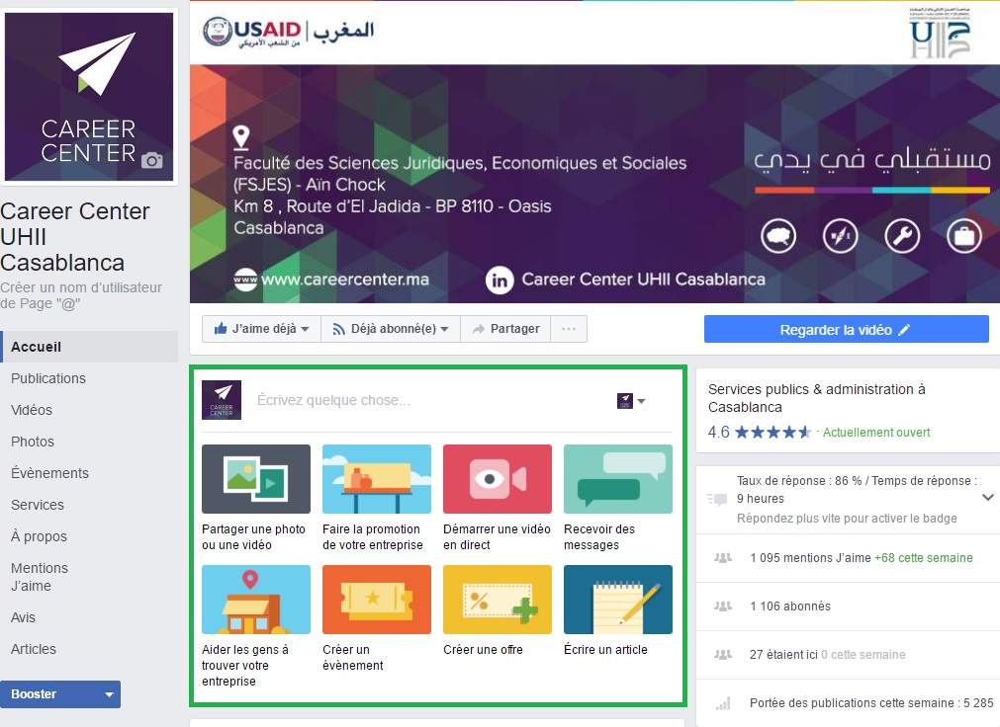 CAREER
CENTER
Career Center
UHII
Casablanca
Créer un nom d'utilisateur
de Page "@"
Accueil
Publications
Vidéos
Photos
Évènements
Services
À propos
Mentions
J'aime
Avis
Articles
Booster
USAID | المغرب
من الشعب الأمريكي
Faculté des Sciences Juridiques, Economiques et Sociales
(FSJES) - Aïn Chock
Km 8 , Route d'El Jadida - BP 8110 - Oasis
Casablanca
مستقبلي في يدي
www www.careercenter.ma
in Career Center UHII Casablanca
J'aime déjà
Déjà abonné(e)
Partager
Regarder la vidéo
CAREER
CENTER
Écrivez quelque chose...
Partager une photo
ou une vidéo
Faire la promotion
de votre entreprise
Démarrer une vidéo
en direct
Recevoir des
messages
Aider les gens à
trouver votre
entreprise
Créer un
évènement
Créer une offre
Écrire un article
Services publics & administration à
Casablanca
4.6 ★★★★★ · Actuellement ouvert
Taux de réponse : 86 % / Temps de réponse :
9 heures
Répondez plus vite pour activer le badge
1 095 mentions J'aime +68 cette semaine
1 106 abonnés
27 étaient ici 0 cette semaine
Portée des publications cette semaine : 5 285